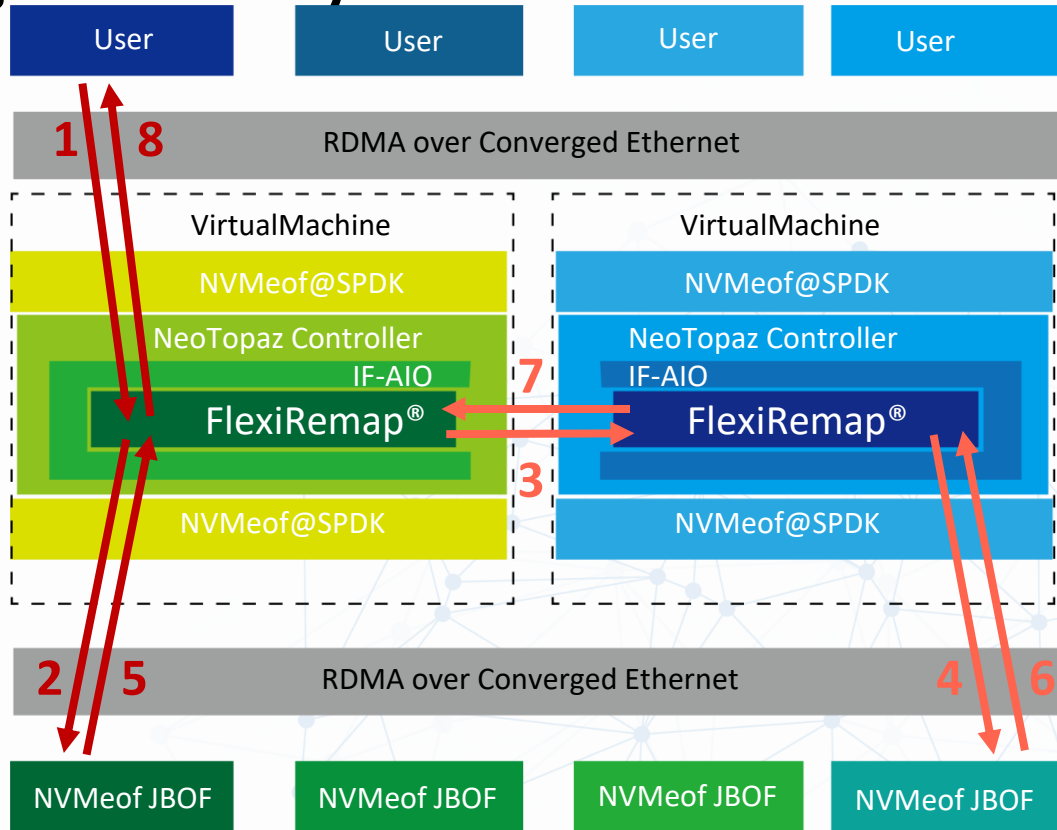 User
User
User
User
1
8
RDMA over Converged Ethernet
VirtualMachine
VirtualMachine
NVMeof@SPDK
NVMeof@SPDK
NeoTopaz Controller
NeoTopaz Controller
IF-AIO
7
IF-AIO
FlexiRemap®
FlexiRemap®
3
NVMeof@SPDK
NVMeof@SPDK
2
5
RDMA over Converged Ethernet
4
6
NVMeof JBOF
NVMeof JBOF
NVMeof JBOF
NVMeof JBOF